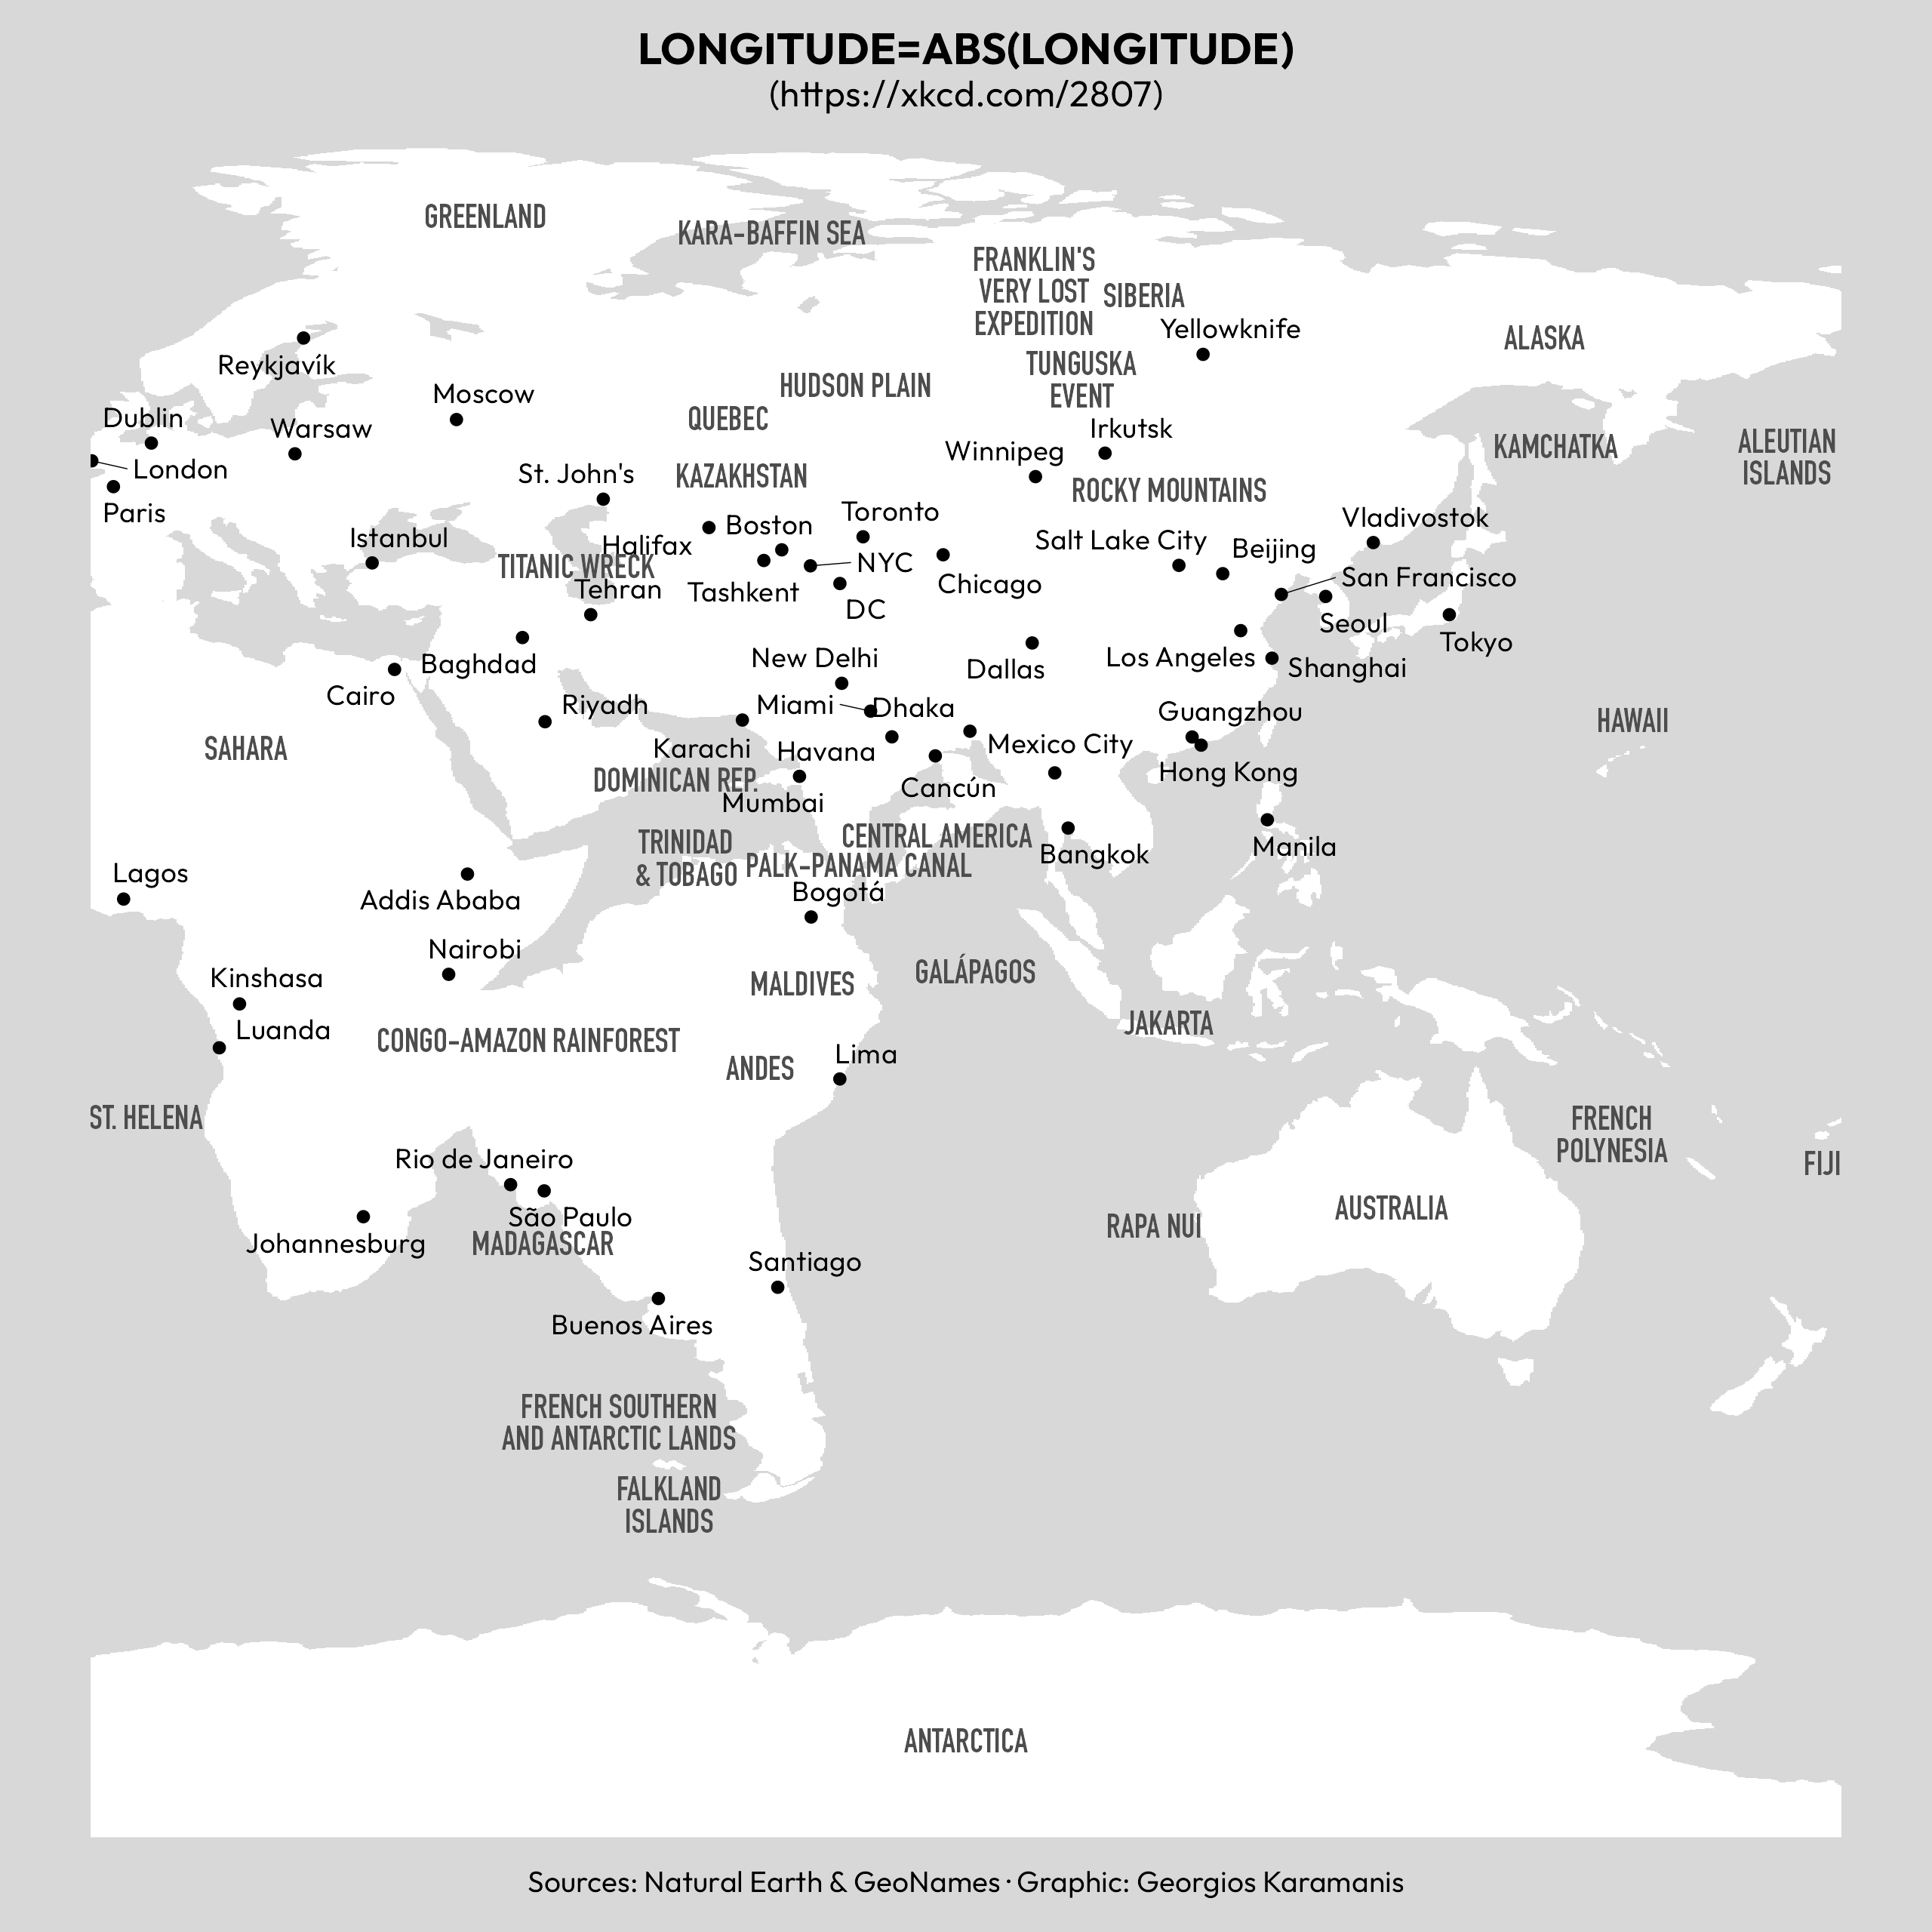 LONGITUDE=ABS(LONGITUDE)
(https://xkcd.com/2807)
GREENLAND
KARA-BAFFIN SEA
FRANKLIN'S
VERY LOST
EXPEDITION
SIBERIA
Yellowknife
ALASKA
Reykjavík
TUNGUSKA
EVENT
HUDSON PLAIN
Moscow
QUEBEC
Dublin
Warsaw
Irkutsk
KAMCHATKA
ALEUTIAN
ISLANDS
London
Winnipeg
St. John's
KAZAKHSTAN
ROCKY MOUNTAINS
Paris
Toronto
Vladivostok
Boston
Istanbul
Halifax
Salt Lake City
Beijing
TITANIC WRECK
NYC
San Francisco
Tehran
Tashkent
Chicago
DC
Seoul
Tokyo
New Delhi
Los Angeles
Shanghai
Baghdad
Dallas
Cairo
Riyadh
Miami
Dhaka
Guangzhou
HAWAII
SAHARA
Karachi
Havana
Mexico City
Hong Kong
DOMINICAN REP.
Cancún
Mumbai
TRINIDAD
& TOBAGO
CENTRAL AMERICA
Manila
Bangkok
PALK-PANAMA CANAL
Lagos
Bogotá
Addis Ababa
Nairobi
Kinshasa
MALDIVES
GALÁPAGOS
Luanda
JAKARTA
CONGO-AMAZON RAINFOREST
Lima
ANDES
ST. HELENA
FRENCH
POLYNESIA
Rio de Janeiro
FIJI
AUSTRALIA
São Paulo
RAPA NUI
Johannesburg
MADAGASCAR
Santiago
Buenos Aires
FRENCH SOUTHERN
AND ANTARCTIC LANDS
FALKLAND
ISLANDS
ANTARCTICA
Sources: Natural Earth & GeoNames · Graphic: Georgios Karamanis